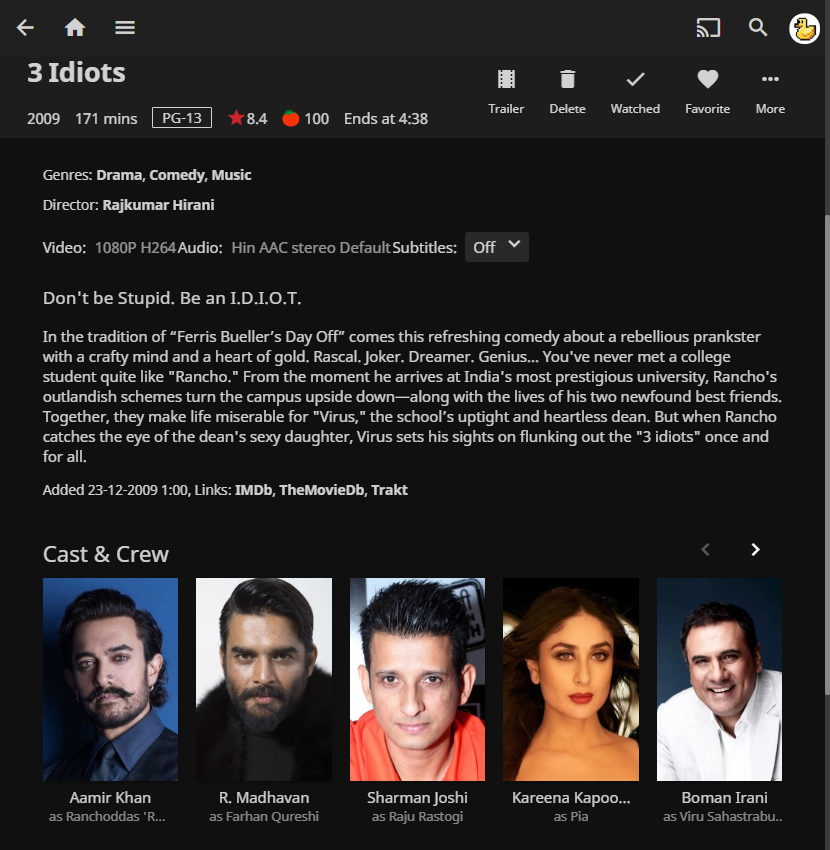 3 Idiots
2009 171 mins PG-13 8.4 100 Ends at 4:38
Trailer Delete Watched Favorite More
Genres: Drama, Comedy, Music
Director: Rajkumar Hirani
Video: 1080P H264 Audio: Hin AAC stereo Default Subtitles: Off
Don't be Stupid. Be an I.D.I.O.T.
In the tradition of “Ferris Bueller’s Day Off” comes this refreshing comedy about a rebellious prankster
with a crafty mind and a heart of gold. Rascal. Joker. Dreamer. Genius... You've never met a college
student quite like "Rancho." From the moment he arrives at India's most prestigious university, Rancho's
outlandish schemes turn the campus upside down—along with the lives of his two newfound best friends.
Together, they make life miserable for "Virus," the school’s uptight and heartless dean. But when Rancho
catches the eye of the dean's sexy daughter, Virus sets his sights on flunking out the "3 idiots" once and
for all.
Added 23-12-2009 1:00, Links: IMDb, TheMovieDb, Trakt
Cast & Crew
Aamir Khan R. Madhavan Sharman Joshi Kareena Kapoo... Boman Irani
as Ranchoddas 'R... as Farhan Qureshi as Raju Rastogi as Pia as Viru Sahastrabu..